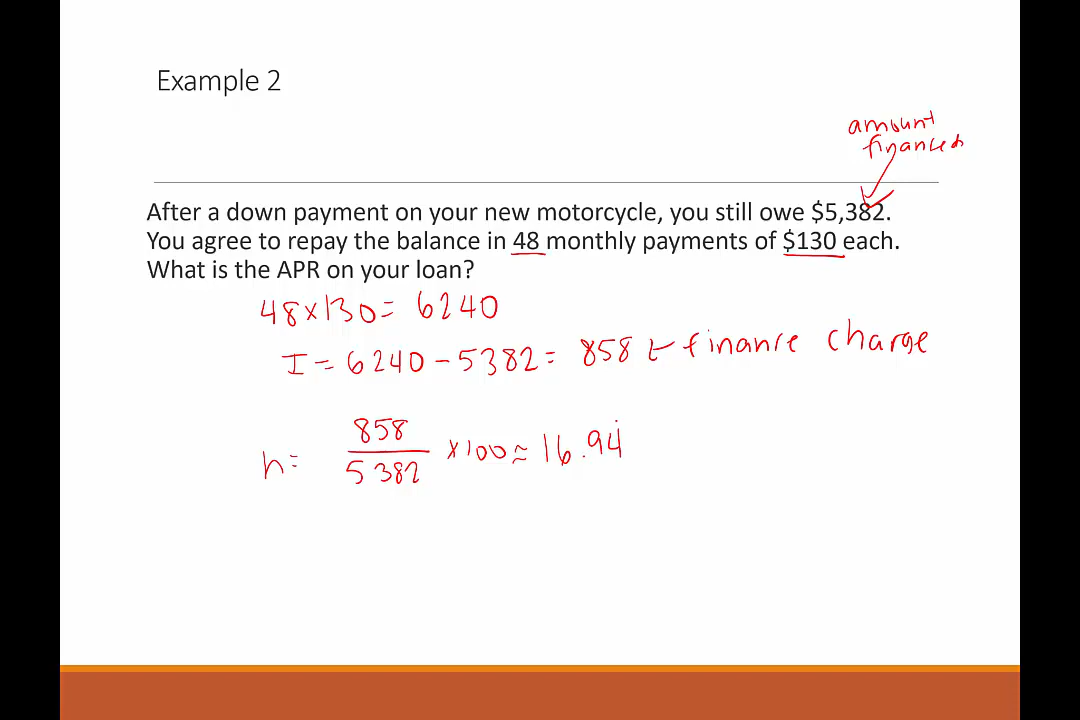 Example 2
amount
financed
After a down payment on your new motorcycle, you still owe $5,382.
You agree to repay the balance in 48 monthly payments of $130 each.
What is the APR on your loan?
48×130= 6240
I = 6240 - 5382 = 858 ← finance charge
h= 858/5382 ×100 ≈ 16.94